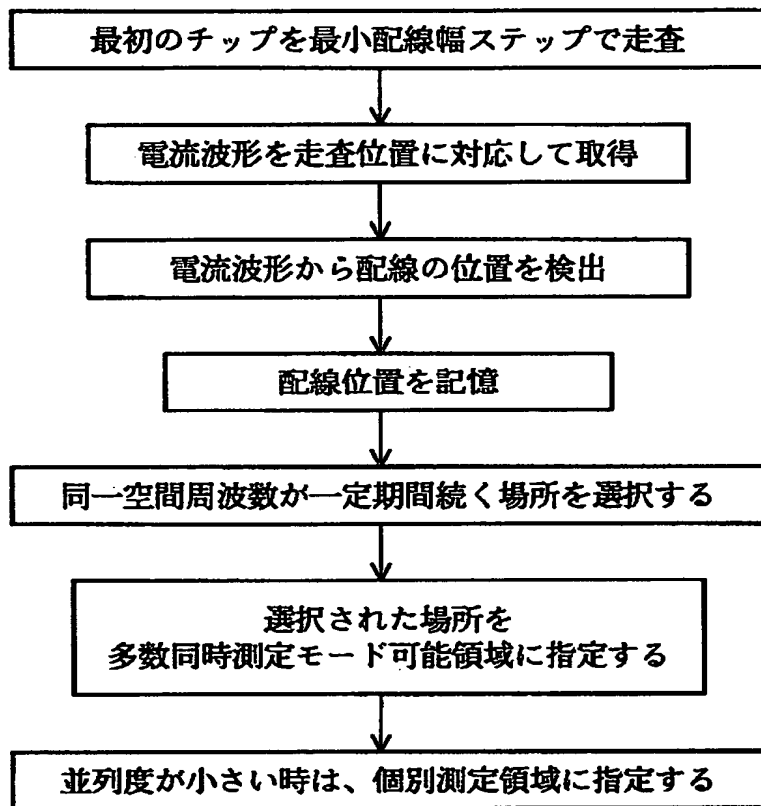 最初のチップを最小配線幅ステップで走査
電流波形を走査位置に対応して取得
電流波形から配線の位置を検出
配線位置を記憶
同一空間周波数が一定期間続く場所を選択する
選択された場所を
多数同時測定モード可能領域に指定する
並列度が小さい時は、個別測定領域に指定する